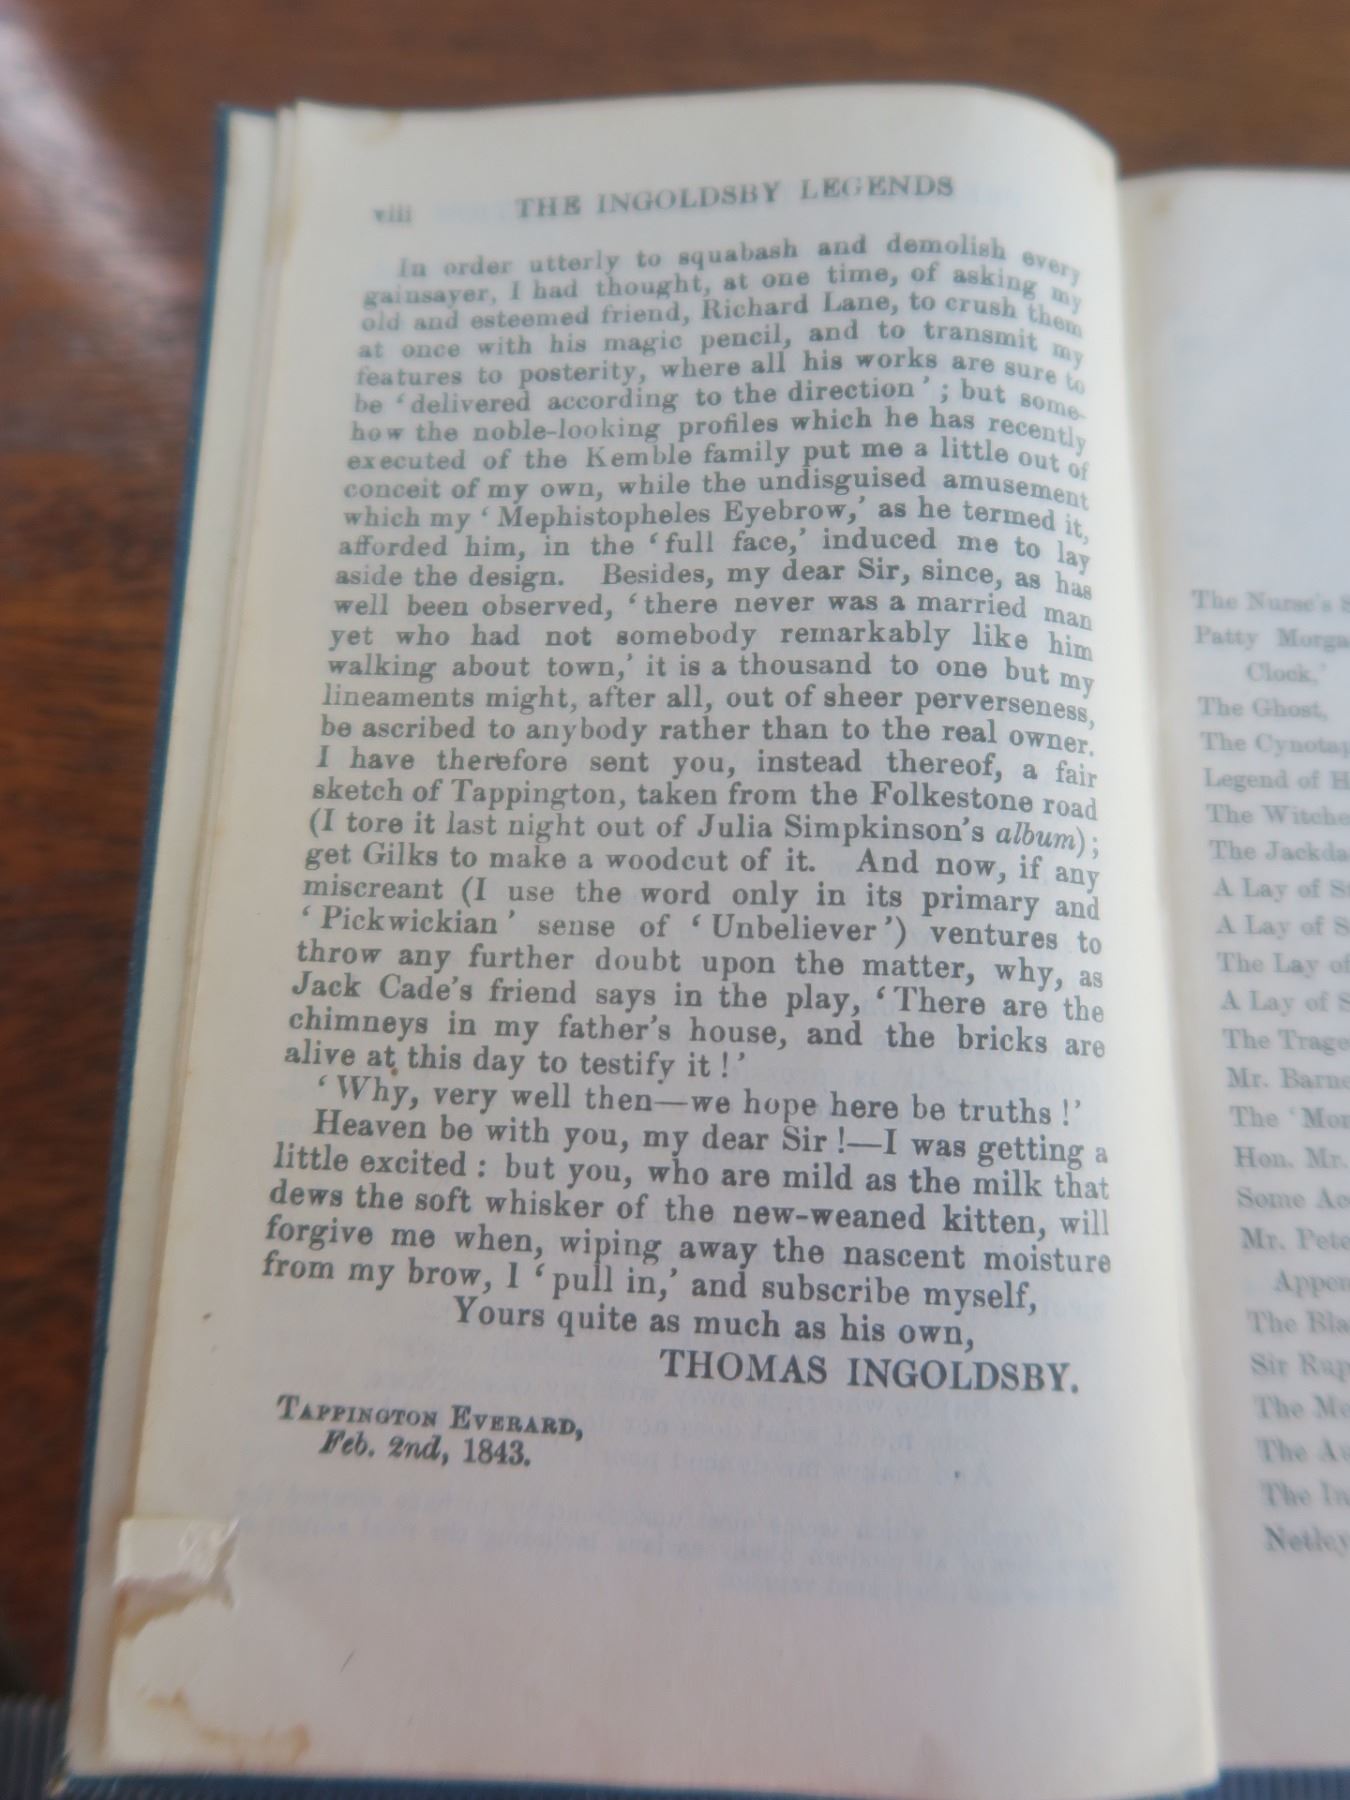 viii THE INGOLDSBY LEGENDS
In order utterly to squabash and demolish every
gainsayer, I had thought, at one time, of asking my
old and esteemed friend, Richard Lane, to crush them
at once with his magic pencil, and to transmit my
features to posterity, where all his works are sure to
be ‘delivered according to the direction’; but some-
how the noble-looking profiles which he has recently
executed of the Kemble family put me a little out of
conceit of my own, while the undisguised amusement
which my ‘Mephistopheles Eyebrow,’ as he termed it,
afforded him, in the ‘full face,’ induced me to lay
aside the design. Besides, my dear Sir, since, as has
well been observed, ‘there never was a married man
yet who had not somebody remarkably like him
walking about town,’ it is a thousand to one but my
lineaments might, after all, out of sheer perverseness,
be ascribed to anybody rather than to the real owner.
I have therefore sent you, instead thereof, a fair
sketch of Tappington, taken from the Folkestone road
(I tore it last night out of Julia Simpkinson’s album);
get Gilks to make a woodcut of it. And now, if any
miscreant (I use the word only in its primary and
‘Pickwickian’ sense of ‘Unbeliever’) ventures to
throw any further doubt upon the matter, why, as
Jack Cade’s friend says in the play, ‘There are the
chimneys in my father’s house, and the bricks are
alive at this day to testify it!’
‘Why, very well then—we hope here be truths!’
Heaven be with you, my dear Sir!—I was getting a
little excited: but you, who are mild as the milk that
dews the soft whisker of the new-weaned kitten, will
forgive me when, wiping away the nascent moisture
from my brow, I ‘pull in,’ and subscribe myself,
Yours quite as much as his own,
THOMAS INGOLDSBY.
TAPPINGTON EVERARD,
Feb. 2nd, 1843.
The Nurse's
Patty Morga
Clock.'
The Ghost,
The Cynotap
Legend of H
The Witche
The Jackda
A Lay of S
A Lay of S
The Lay of
A Lay of S
The Trage
Mr. Barne
The ‘Mon
Hon. Mr.
Some Ac
Mr. Pete
Appen
The Bla
Sir Rup
The Me
The Au
The In
Netley